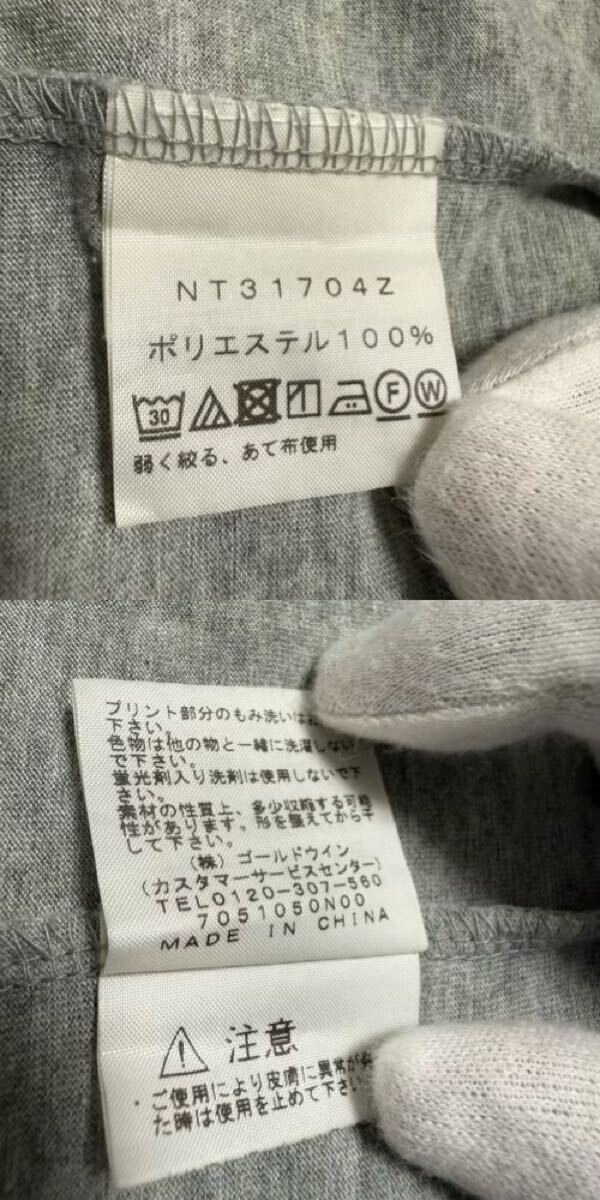 NT31704Z
ポリエステル100%
30 F W
弱く絞る、あて布使用
プリント部分のもみ洗いは
下さい。
色物は他の物と一緒に洗濯しない
で下さい。
蛍光剤入り洗剤は使用しないで下
さい。
素材の性質上、多少収縮する可能
性があります。形を整えてから干
して下さい。
(株)ゴールドウイン
(カスタマーサービスセンター)
TEL0120-307-560
7051050N00
MADE IN CHINA
注意
・ご使用により皮膚に異常が
た時は使用を止めて下さい